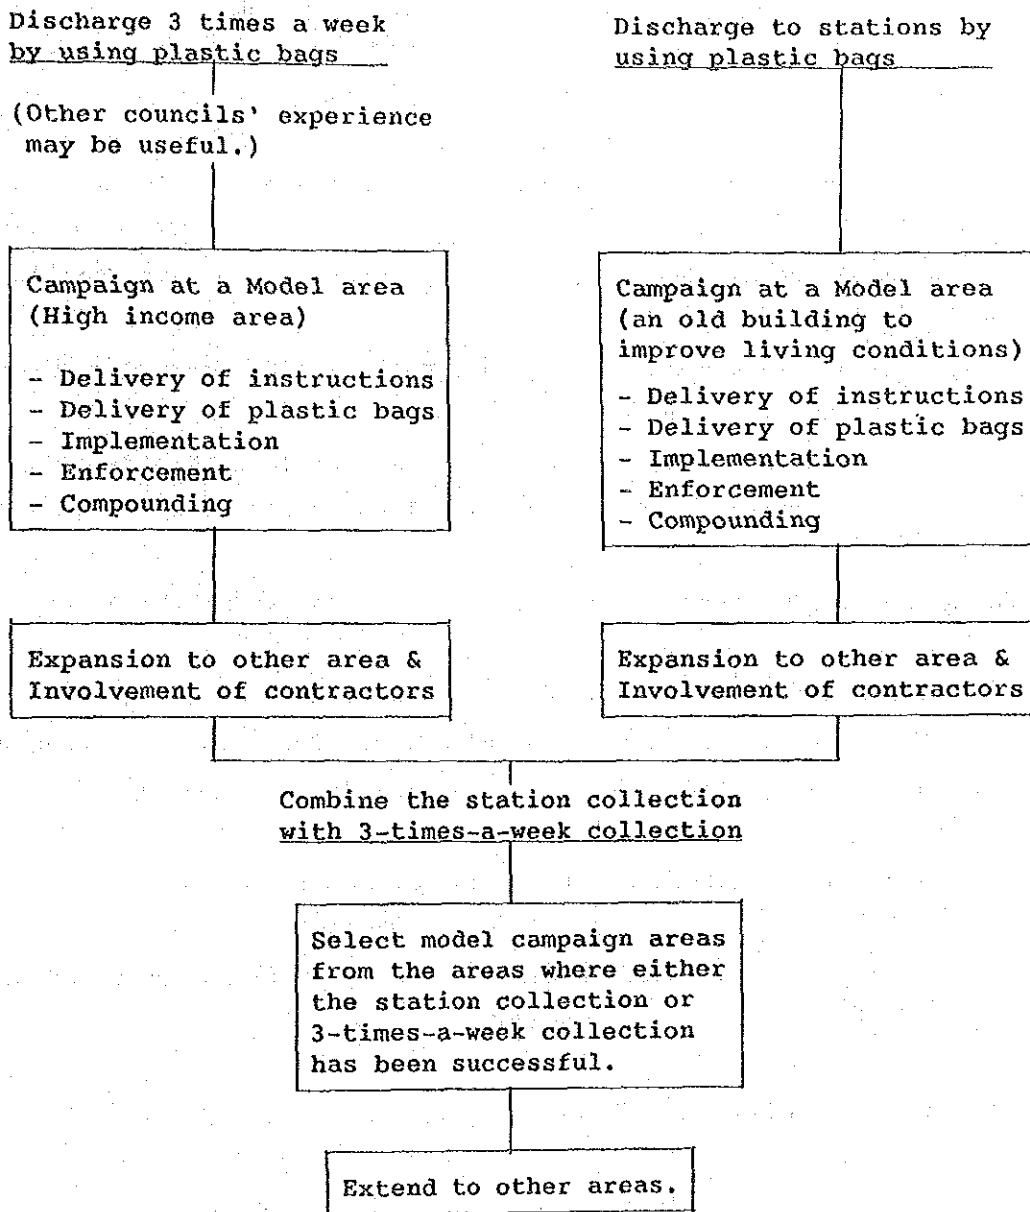 Discharge 3 times a week
by using plastic bags
(Other councils' experience
may be useful.)
Campaign at a Model area
(High income area)
- Delivery of instructions
- Delivery of plastic bags
- Implementation
- Enforcement
- Compounding
Expansion to other area &
Involvement of contractors
Discharge to stations by
using plastic bags
Campaign at a Model area
(an old building to
improve living conditions)
- Delivery of instructions
- Delivery of plastic bags
- Implementation
- Enforcement
- Compounding
Expansion to other area &
Involvement of contractors
Combine the station collection
with 3-times-a-week collection
Select model campaign areas
from the areas where either
the station collection or
3-times-a-week collection
has been successful.
Extend to other areas.